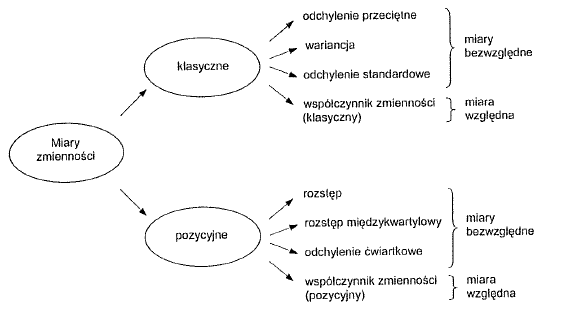 Miary
zmienności
klasyczne
odchylenie przeciętne
wariancja
odchylenie standardowe
miary
bezwzględne
współczynnik zmienności
(klasyczny)
miara
względna
pozycyjne
rozstęp
rozstęp międzykwartylowy
odchylenie ćwiartkowe
miary
bezwzględne
współczynnik zmienności
(pozycyjny)
miara
względna